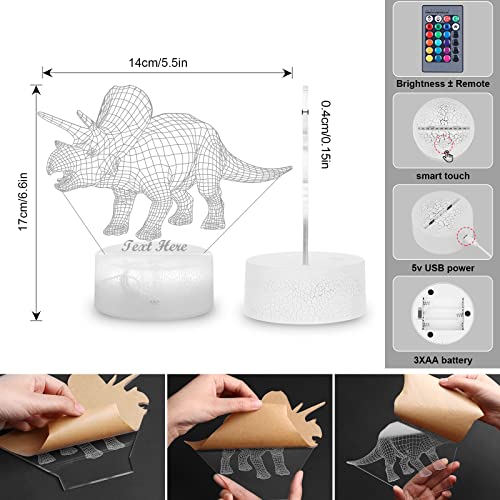 14cm/5.5in
17cm/6.6in
0.4cm/0.15in
Text Here
Brightness ± Remote
smart touch
5v USB power
3XAA battery